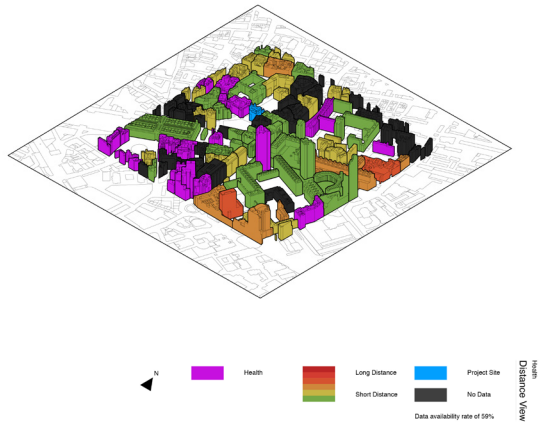 N
Health
Long Distance
Project Site
Short Distance
No Data
Data availability rate of 59%
Health
Distance View